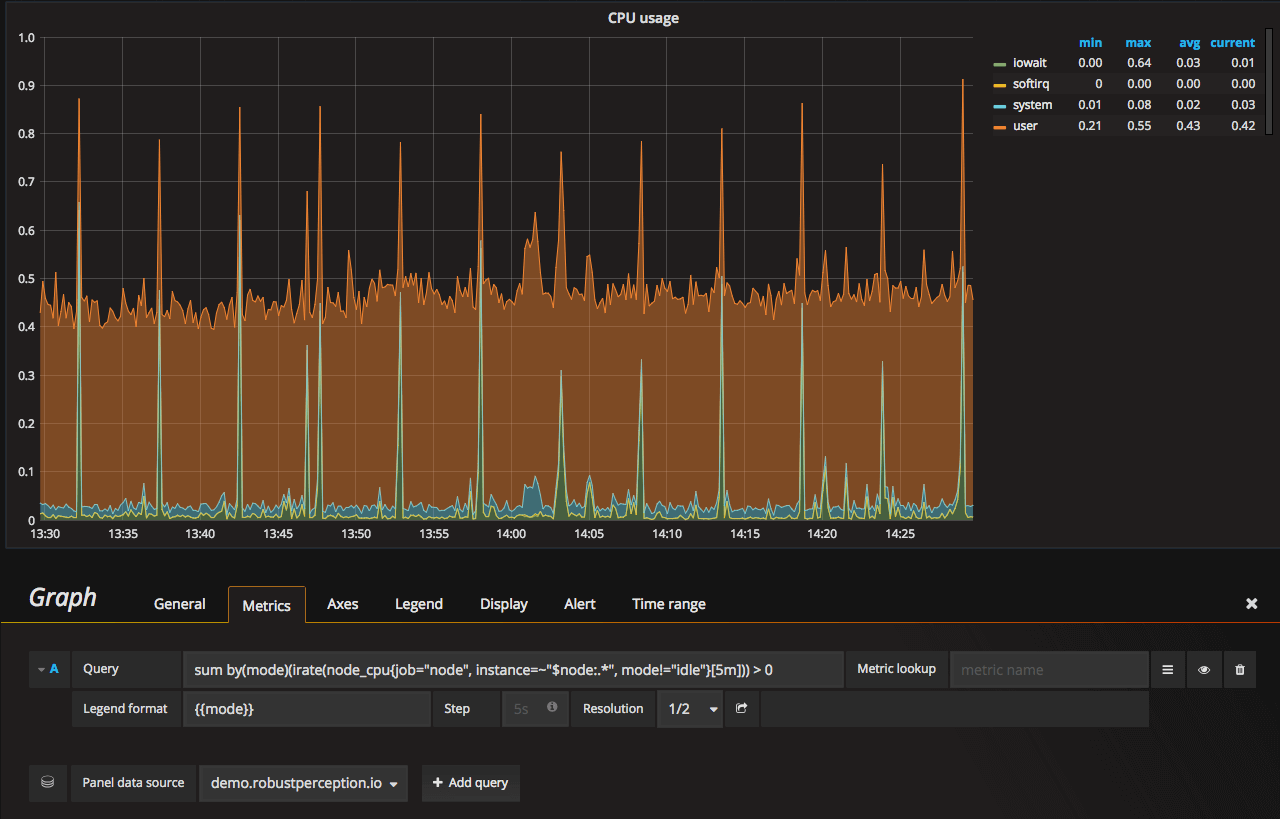 CPU usage
1.0
0.9
0.8
0.7
0.6
0.5
0.4
0.3
0.2
0.1
0
13:30 13:35 13:40 13:45 13:50 13:55 14:00 14:05 14:10 14:15 14:20 14:25
min max avg current
iowait 0.00 0.64 0.03 0.01
softirq 0 0.00 0.00 0.00
system 0.01 0.08 0.02 0.03
user 0.21 0.55 0.43 0.42
Graph General Metrics Axes Legend Display Alert Time range
A Query sum by(mode)(irate(node_cpu{job="node", instance=~"$node:.*", mode!="idle"}[5m])) > 0 Metric lookup metric name
Legend format {{mode}} Step 5s Resolution 1/2
Panel data source demo.robustperception.io + Add query